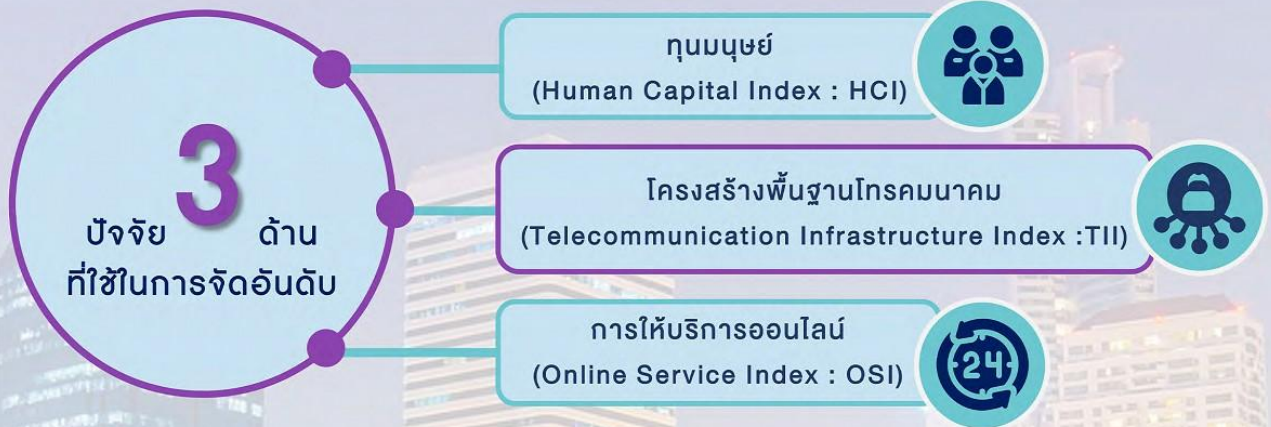 3
ปัจจัย ด้าน
ที่ใช้ในการจัดอันดับ
ทุนมนุษย์
(Human Capital Index : HCI)
โครงสร้างพื้นฐานโทรคมนาคม
(Telecommunication Infrastructure Index :TII)
การให้บริการออนไลน์
(Online Service Index : OSI)
24